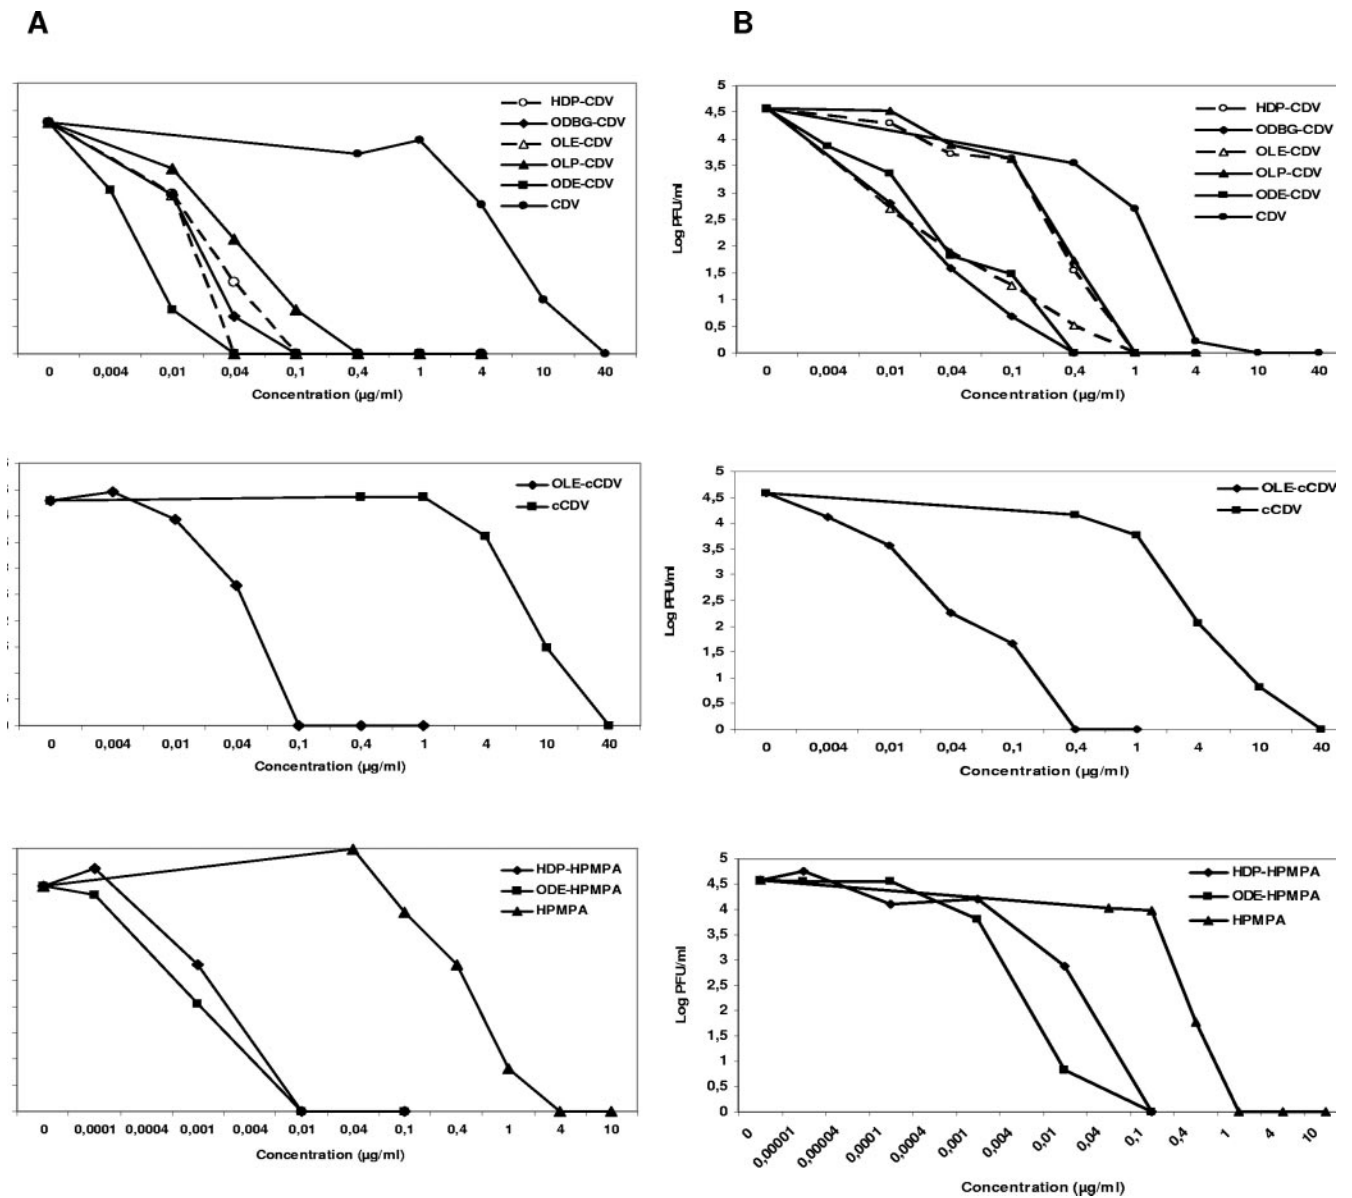 A
B
HDP-CDV
ODBG-CDV
OLE-CDV
OLP-CDV
ODE-CDV
CDV
0 0,004 0,01 0,04 0,1 0,4 1 4 10 40
Concentration (µg/ml)
5
4,5
4
3,5
3
2,5
2
1,5
1
0,5
0
Log PFU/ml
HDP-CDV
ODBG-CDV
OLE-CDV
OLP-CDV
ODE-CDV
CDV
0 0,004 0,01 0,04 0,1 0,4 1 4 10 40
Concentration (µg/ml)
OLE-cCDV
cCDV
0 0,004 0,01 0,04 0,1 0,4 1 4 10 40
Concentration (µg/ml)
5
4,5
4
3,5
3
2,5
2
1,5
1
0,5
0
Log PFU/ml
OLE-cCDV
cCDV
0 0,004 0,01 0,04 0,1 0,4 1 4 10 40
Concentration (µg/ml)
HDP-HPMPA
ODE-HPMPA
HPMPA
0 0,0001 0,0004 0,001 0,004 0,01 0,04 0,1 0,4 1 4 10
Concentration (µg/ml)
5
4,5
4
3,5
3
2,5
2
1,5
1
0,5
0
Log PFU/ml
HDP-HPMPA
ODE-HPMPA
HPMPA
0 0,00001 0,00004 0,0001 0,0004 0,001 0,004 0,01 0,04 0,1 0,4 1 4 10
Concentration (µg/ml)